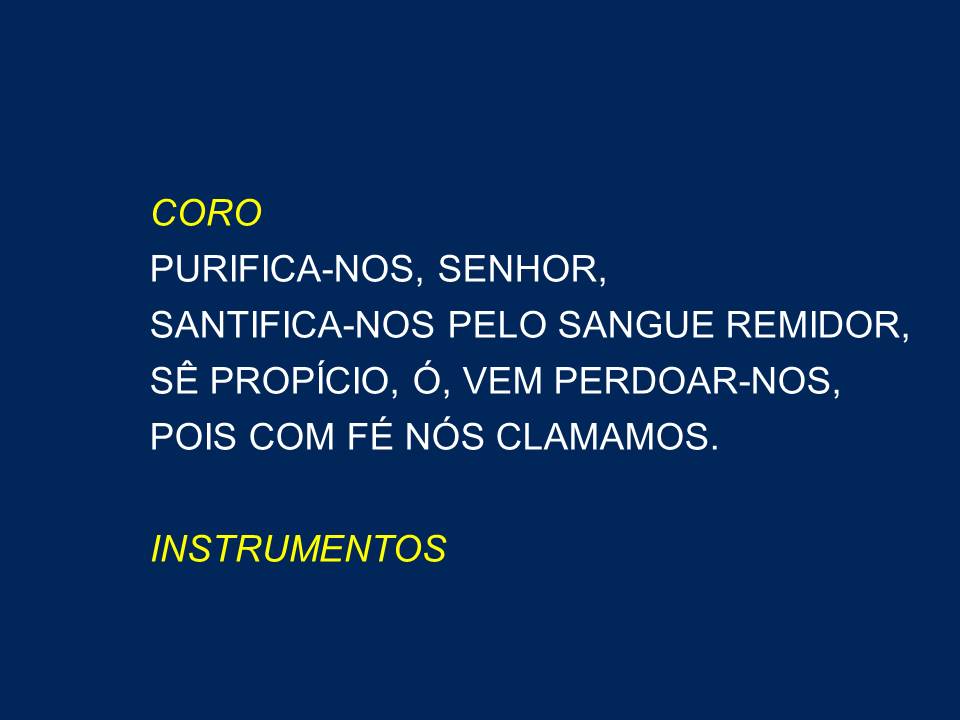 CORO
PURIFICA-NOS, SENHOR,
SANTIFICA-NOS PELO SANGUE REMIDOR,
SÊ PROPÍCIO, Ó, VEM PERDOAR-NOS,
POIS COM FÉ NÓS CLAMAMOS.
INSTRUMENTOS